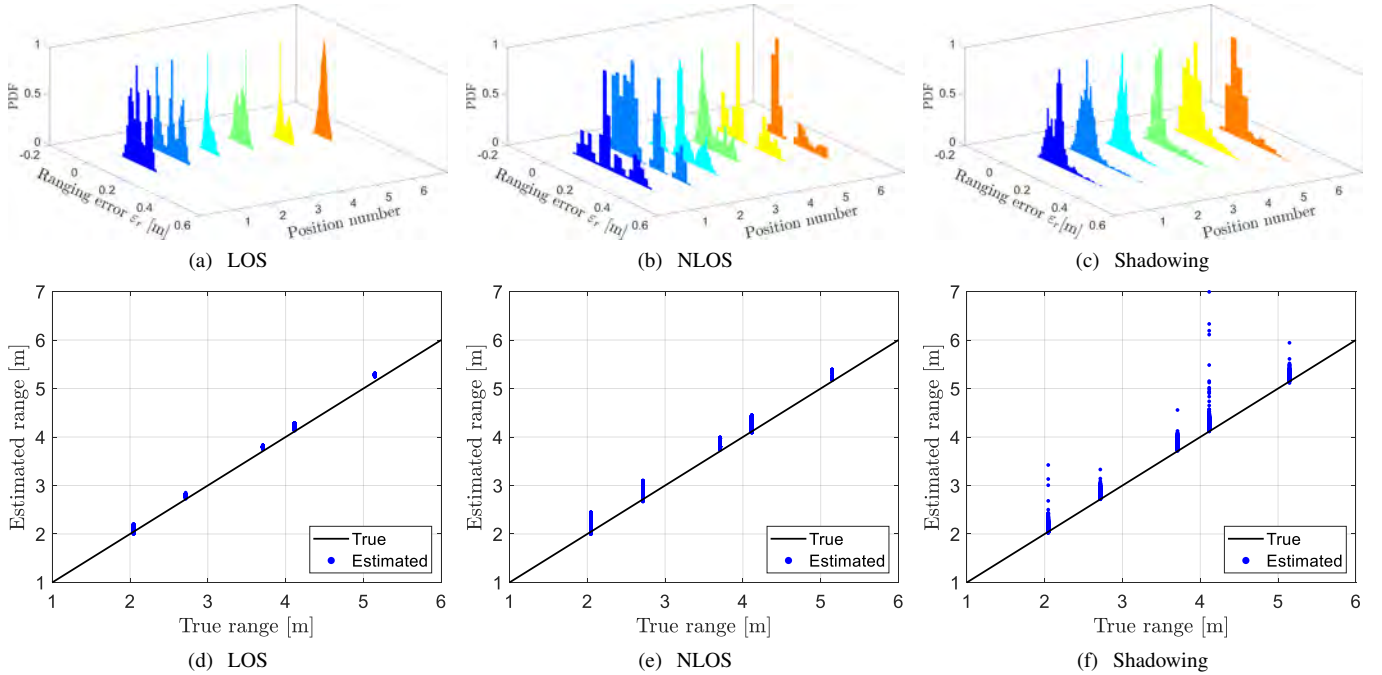 1
0.5
0
PDF
-0.2
0
0.2
0.4
0.6
Ranging error εr [m]
1
2
3
4
5
6
Position number
(a) LOS
1
0.5
0
PDF
-0.2
0
0.2
0.4
0.6
Ranging error εr [m]
1
2
3
4
5
6
Position number
(b) NLOS
1
0.5
0
PDF
-0.2
0
0.2
0.4
0.6
Ranging error εr [m]
1
2
3
4
5
6
Position number
(c) Shadowing
7
6
5
4
3
2
1
Estimated range [m]
True
Estimated
1 2 3 4 5 6
True range [m]
(d) LOS
7
6
5
4
3
2
1
Estimated range [m]
True
Estimated
1 2 3 4 5 6
True range [m]
(e) NLOS
7
6
5
4
3
2
1
Estimated range [m]
True
Estimated
1 2 3 4 5 6
True range [m]
(f) Shadowing